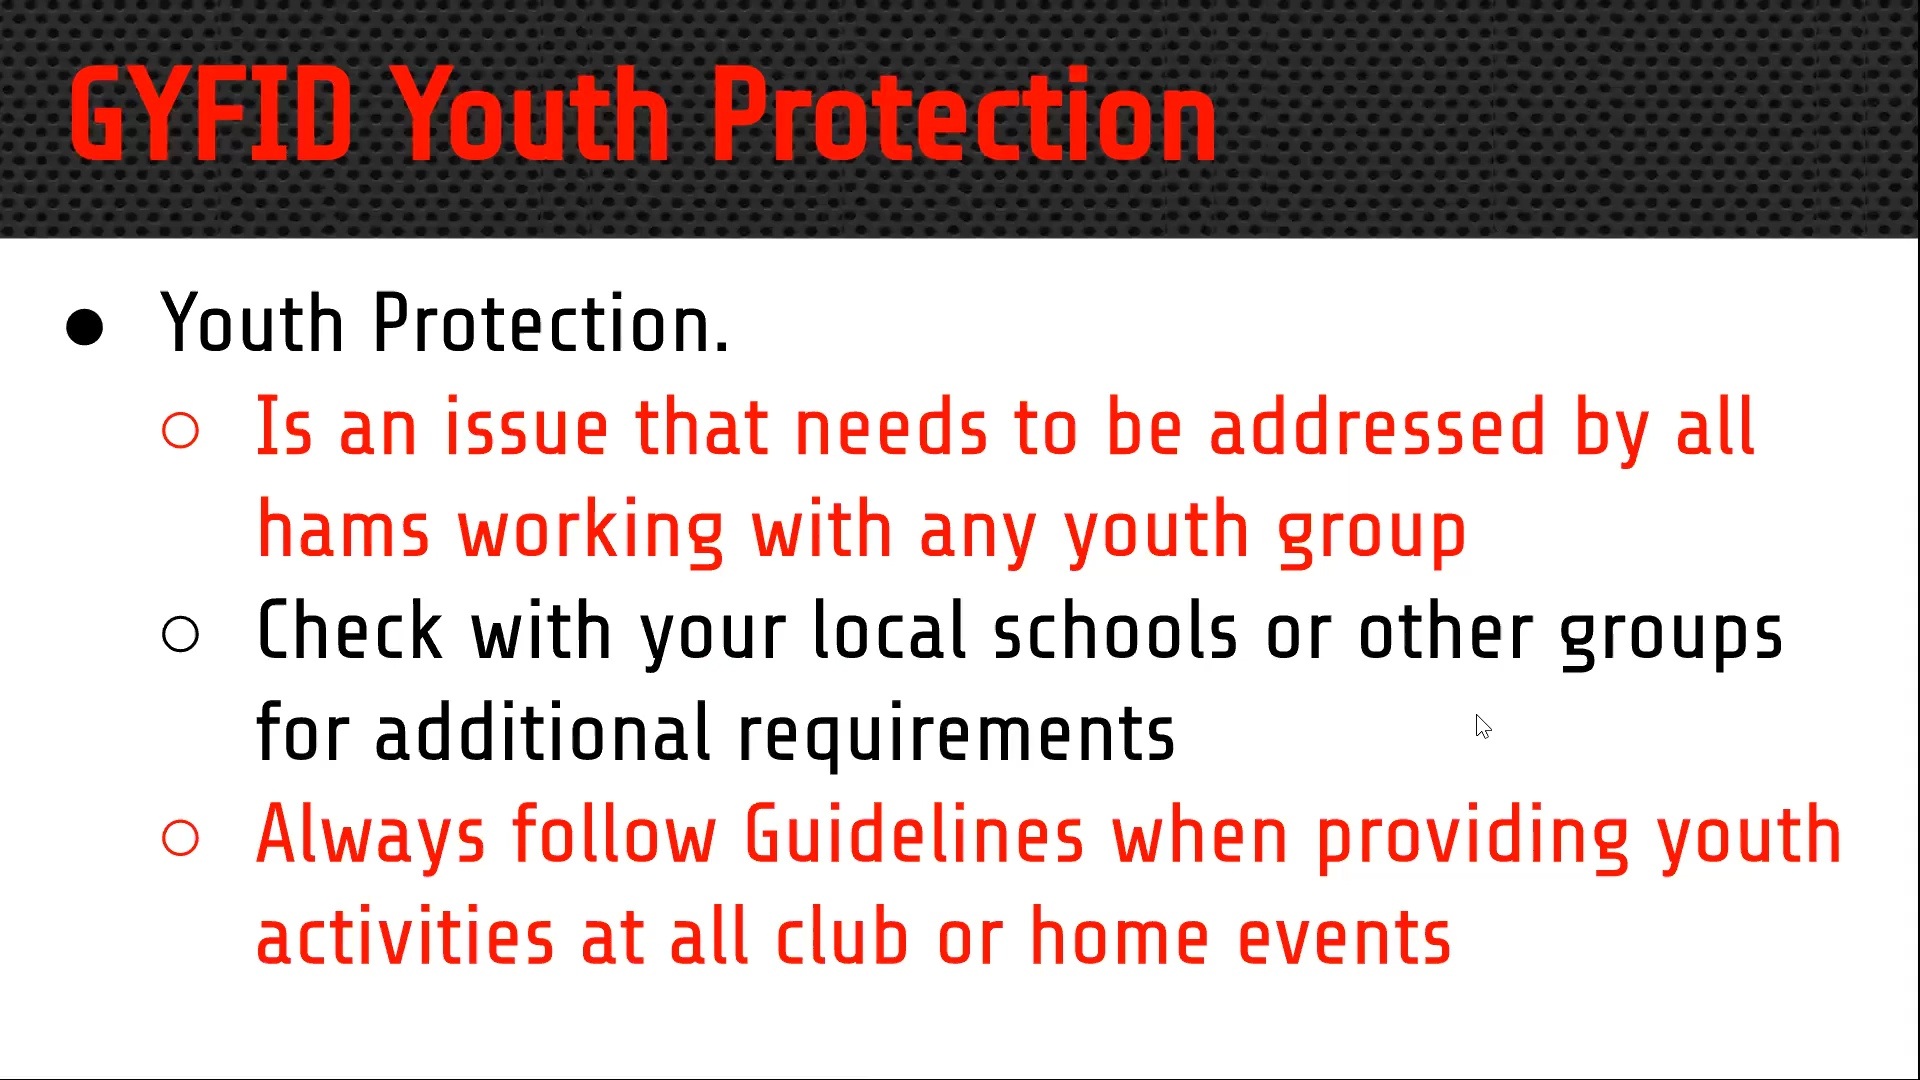 GYFID Youth Protection
● Youth Protection.
○ Is an issue that needs to be addressed by all
hams working with any youth group
○ Check with your local schools or other groups
for additional requirements
○ Always follow Guidelines when providing youth
activities at all club or home events